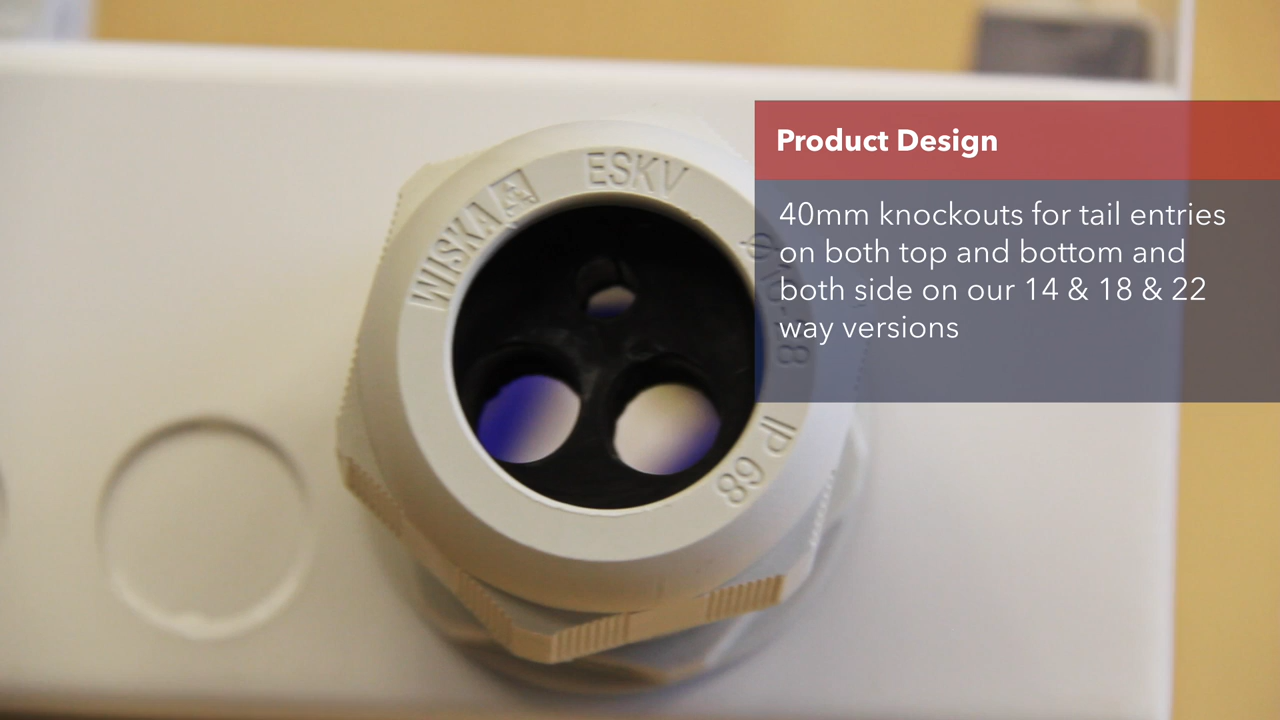 Product Design
40mm knockouts for tail entries
on both top and bottom and
both side on our 14 & 18 & 22
way versions
WISKA
ESKV
IP 68